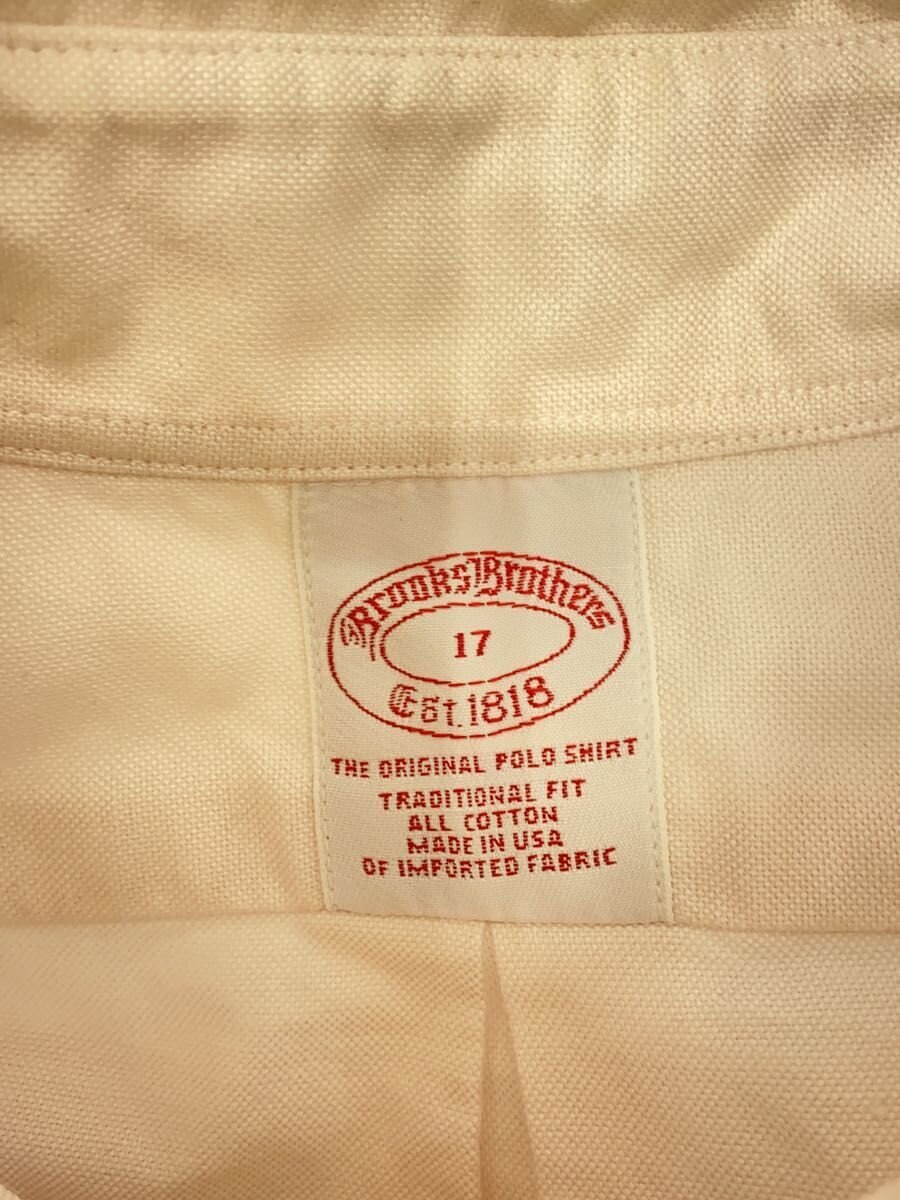 Brooks Brothers
17
Est. 1818
THE ORIGINAL POLO SHIRT
TRADITIONAL FIT
ALL COTTON
MADE IN USA
OF IMPORTED FABRIC